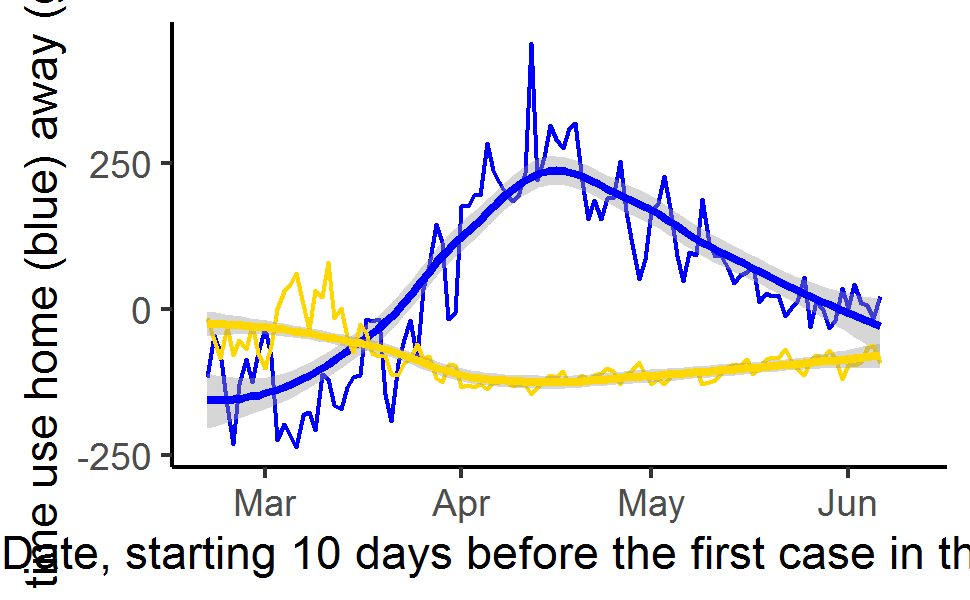 time use home (blue) away (
250
0
-250
Mar Apr May Jun
Date, starting 10 days before the first case in th